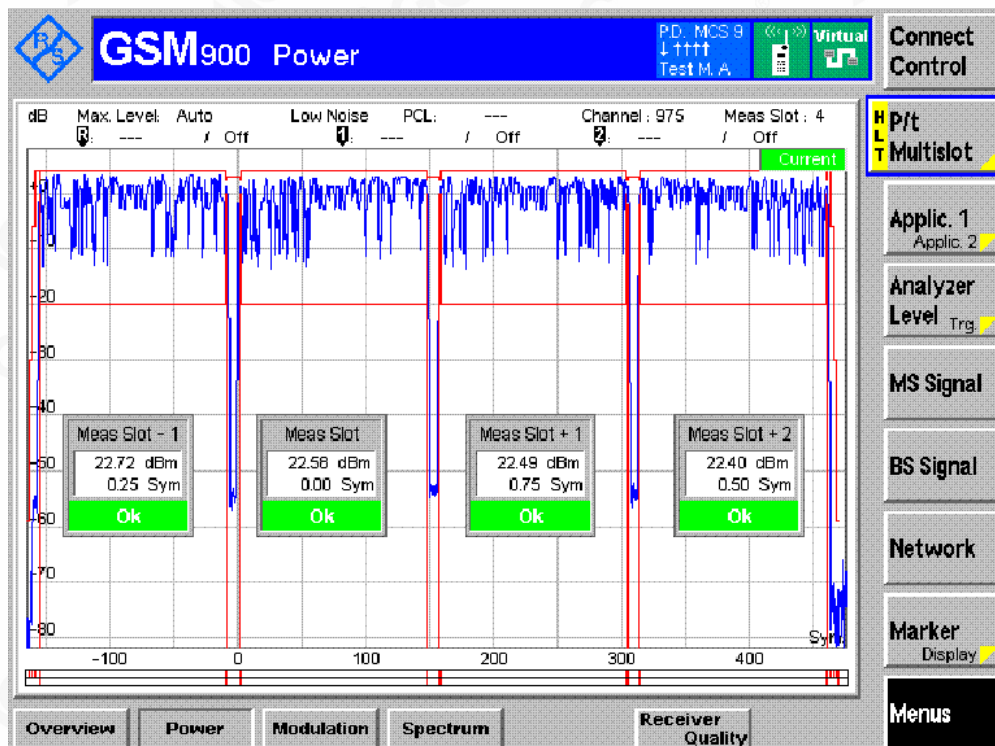 R/S
GSM900 Power
P.D. MCS 9
↓ ↑↑↑↑
Test M. A.
Virtual
Connect Control
dB Max. Level: Auto Low Noise PCL: --- Channel : 975 Meas Slot : 4
R: --- / Off 1: --- / Off 2: --- / Off
HLT
P/t Multislot
Current
Applic. 1
Applic. 2
Analyzer
Level Trg.
MS Signal
BS Signal
Network
Marker
Display
Menus
+0
-10
-20
-30
-40
-50
-60
-70
-80
Meas Slot - 1
22.72 dBm
0.25 Sym
Ok
Meas Slot
22.58 dBm
0.00 Sym
Ok
Meas Slot + 1
22.49 dBm
0.75 Sym
Ok
Meas Slot + 2
22.40 dBm
0.50 Sym
Ok
Sym
-100 0 100 200 300 400
Overview
Power
Modulation
Spectrum
Receiver
Quality